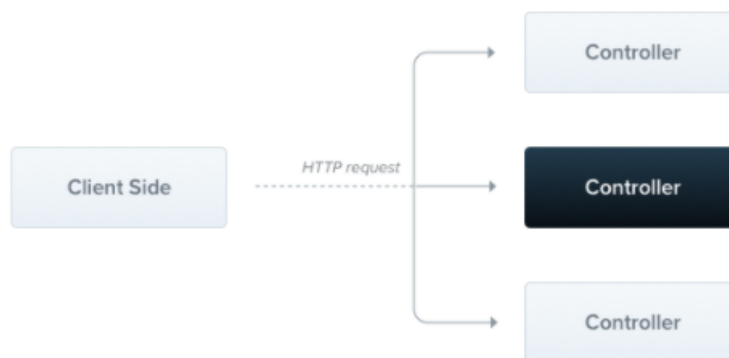 Controller
HTTP request
Client Side
Controller
Controller